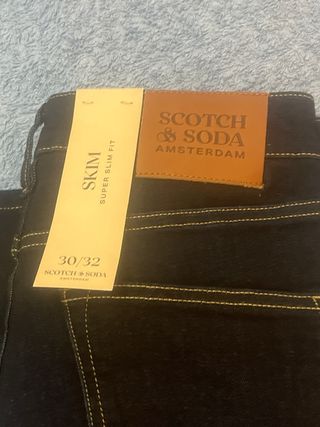 SCOTCH
& SODA
AMSTERDAM
SKIM
SUPER SLIM FIT
30/32
SCOTCH & SODA
AMSTERDAM